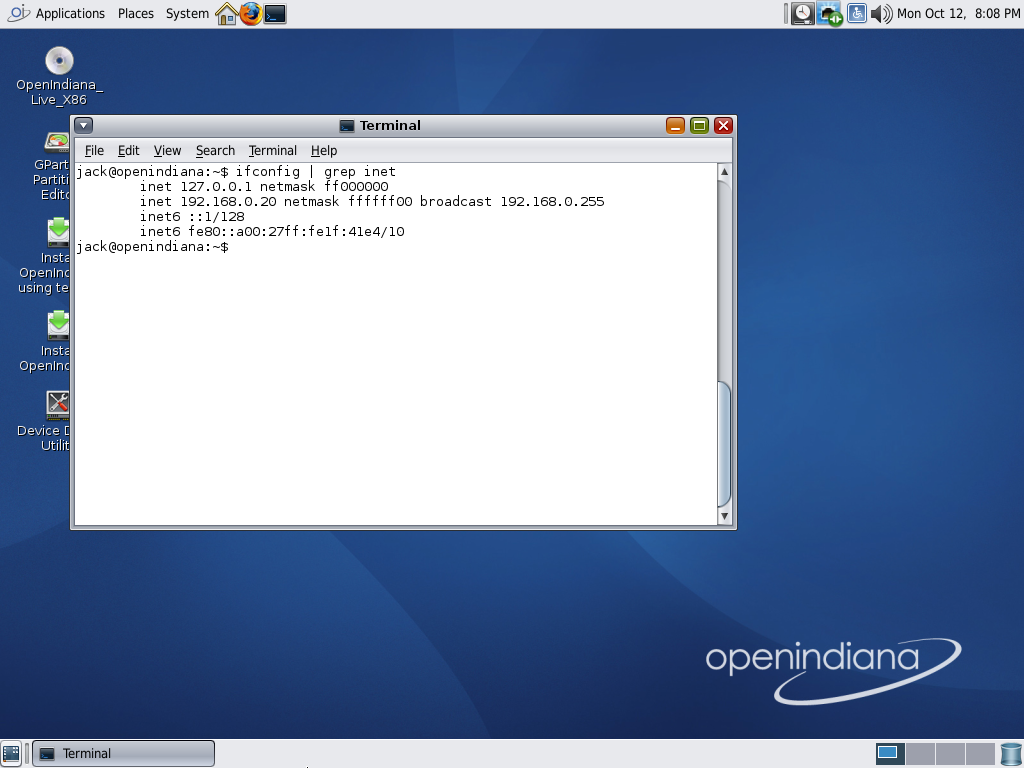 Applications Places System Mon Oct 12, 8:08 PM
OpenIndiana_
Live_X86
GPart
Partiti
Edito
Insta
OpenInd
using te
Insta
OpenInd
Device D
Utilit
Terminal
File Edit View Search Terminal Help
jack@openindiana:~$ ifconfig | grep inet
inet 127.0.0.1 netmask ff000000
inet 192.168.0.20 netmask ffffff00 broadcast 192.168.0.255
inet6 ::1/128
inet6 fe80::a00:27ff:fe1f:41e4/10
jack@openindiana:~$
openindiana
Terminal